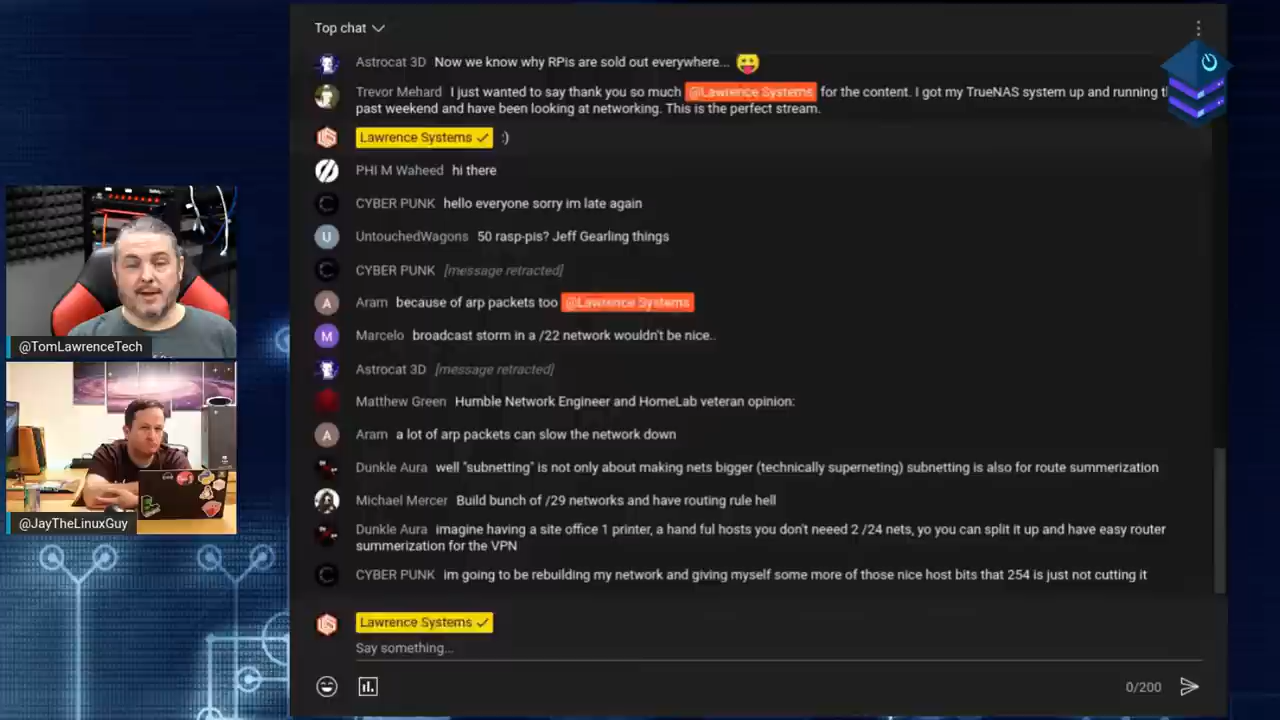 Top chat
Astrocat 3D Now we know why RPIs are sold out everywhere...
Trevor Mehard I just wanted to say thank you so much @Lawrence Systems for the content. I got my TrueNAS system up and running
past weekend and have been looking at networking. This is the perfect stream.
Lawrence Systems :)
PHI M Waheed hi there
CYBER PUNK hello everyone sorry im late again
U UntouchedWagons 50 rasp-pis? Jeff Gearling things
CYBER PUNK [message retracted]
A Aram because of arp packets too @Lawrence Systems
M Marcelo broadcast storm in a /22 network wouldn't be nice..
Astrocat 3D [message retracted]
@TomLawrenceTech
Matthew Green Humble Network Engineer and HomeLab veteran opinion:
A Aram a lot of arp packets can slow the network down
Dunkle Aura well "subnetting" is not only about making nets bigger (technically superneting) subnetting is also for route summerization
Michael Mercer Build bunch of /29 networks and have routing rule hell
@JayTheLinuxGuy
Dunkle Aura imagine having a site office 1 printer, a hand ful hosts you don't neeed 2 /24 nets, yo you can split it up and have easy router
summerization for the VPN
CYBER PUNK im going to be rebuilding my network and giving myself some more of those nice host bits that 254 is just not cutting it
Lawrence Systems
Say something...
0/200